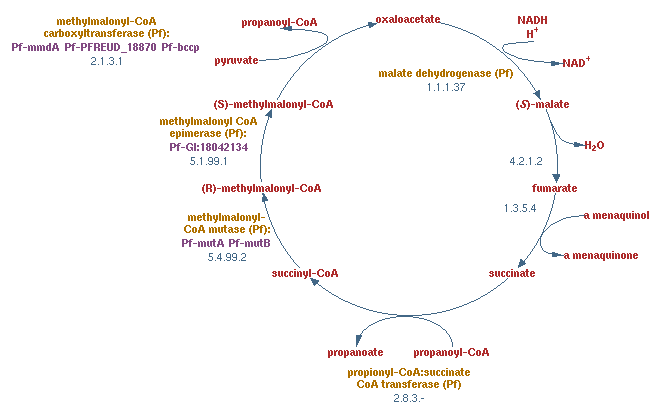 methylmalonyl-CoA
carboxyltransferase (Pf):
Pf-mmdA Pf-PFREUD_18870 Pf-bccp
2.1.3.1
propanoyl-CoA
pyruvate
oxaloacetate
NADH
H+
NAD+
malate dehydrogenase (Pf)
1.1.1.37
(S)-methylmalonyl-CoA
(S)-malate
methylmalonyl CoA
epimerase (Pf):
Pf-GI:18042134
5.1.99.1
H2O
4.2.1.2
(R)-methylmalonyl-CoA
fumarate
1.3.5.4
methylmalonyl-
CoA mutase (Pf):
Pf-mutA Pf-mutB
5.4.99.2
a menaquinol
a menaquinone
succinyl-CoA
succinate
propanoate
propanoyl-CoA
propionyl-CoA:succinate
CoA transferase (Pf)
2.8.3.-